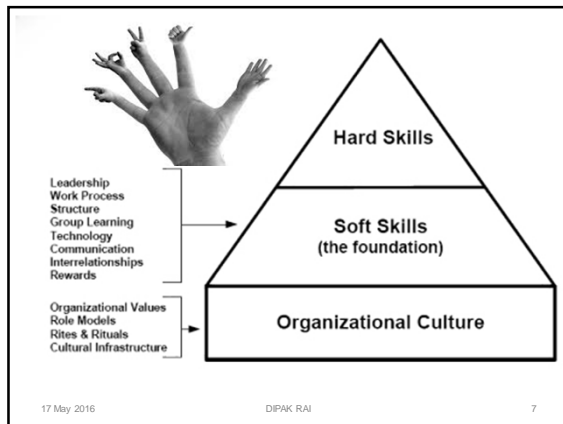 Hard Skills
Leadership
Work Process
Structure
Group Learning
Technology
Communication
Interrelationships
Rewards
Soft Skills
(the foundation)
Organizational Values
Role Models
Rites & Rituals
Cultural Infrastructure
Organizational Culture
17 May 2016
DIPAK RAI
7